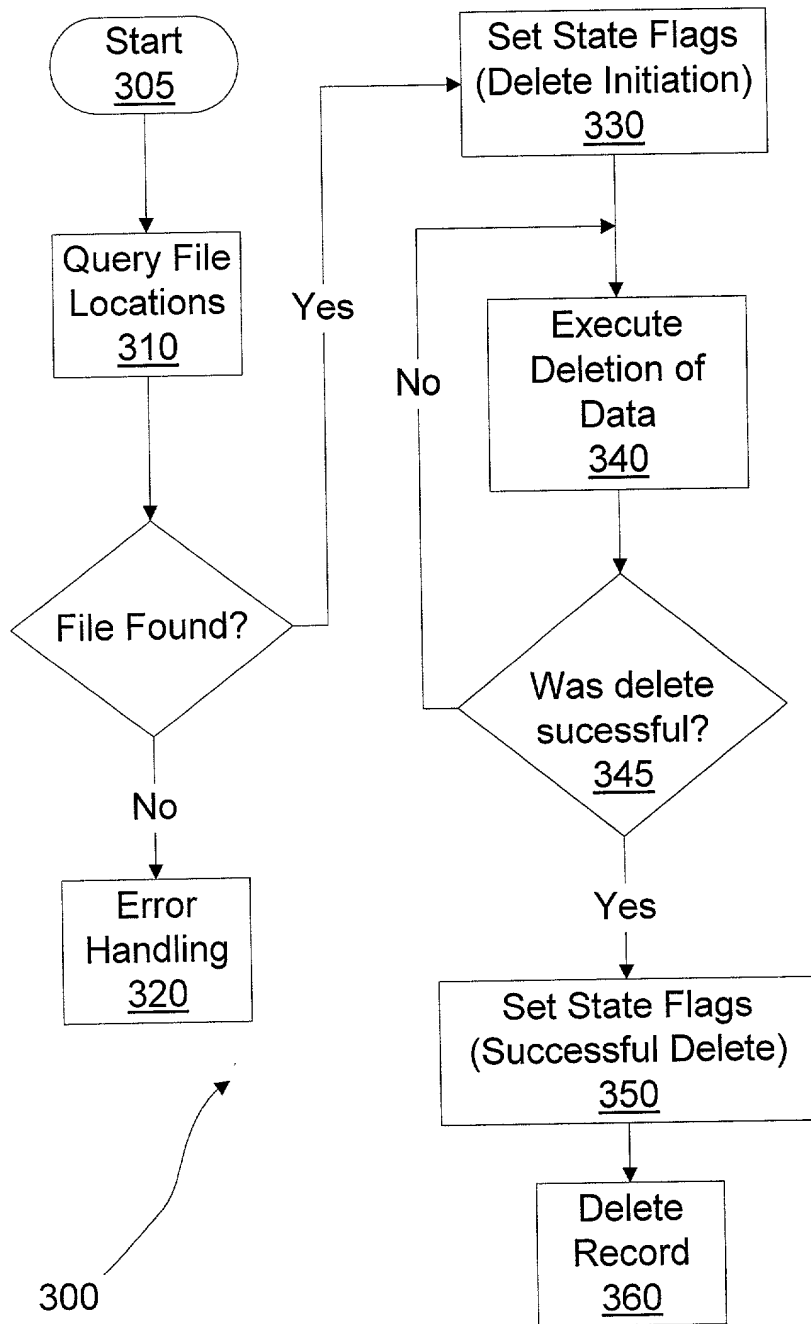 Start
305
Query File
Locations
310
File Found?
No
Error
Handling
320
300
Yes
Set State Flags
(Delete Initiation)
330
Execute
Deletion of
Data
340
No
Was delete
sucessful?
345
Yes
Set State Flags
(Successful Delete)
350
Delete
Record
360